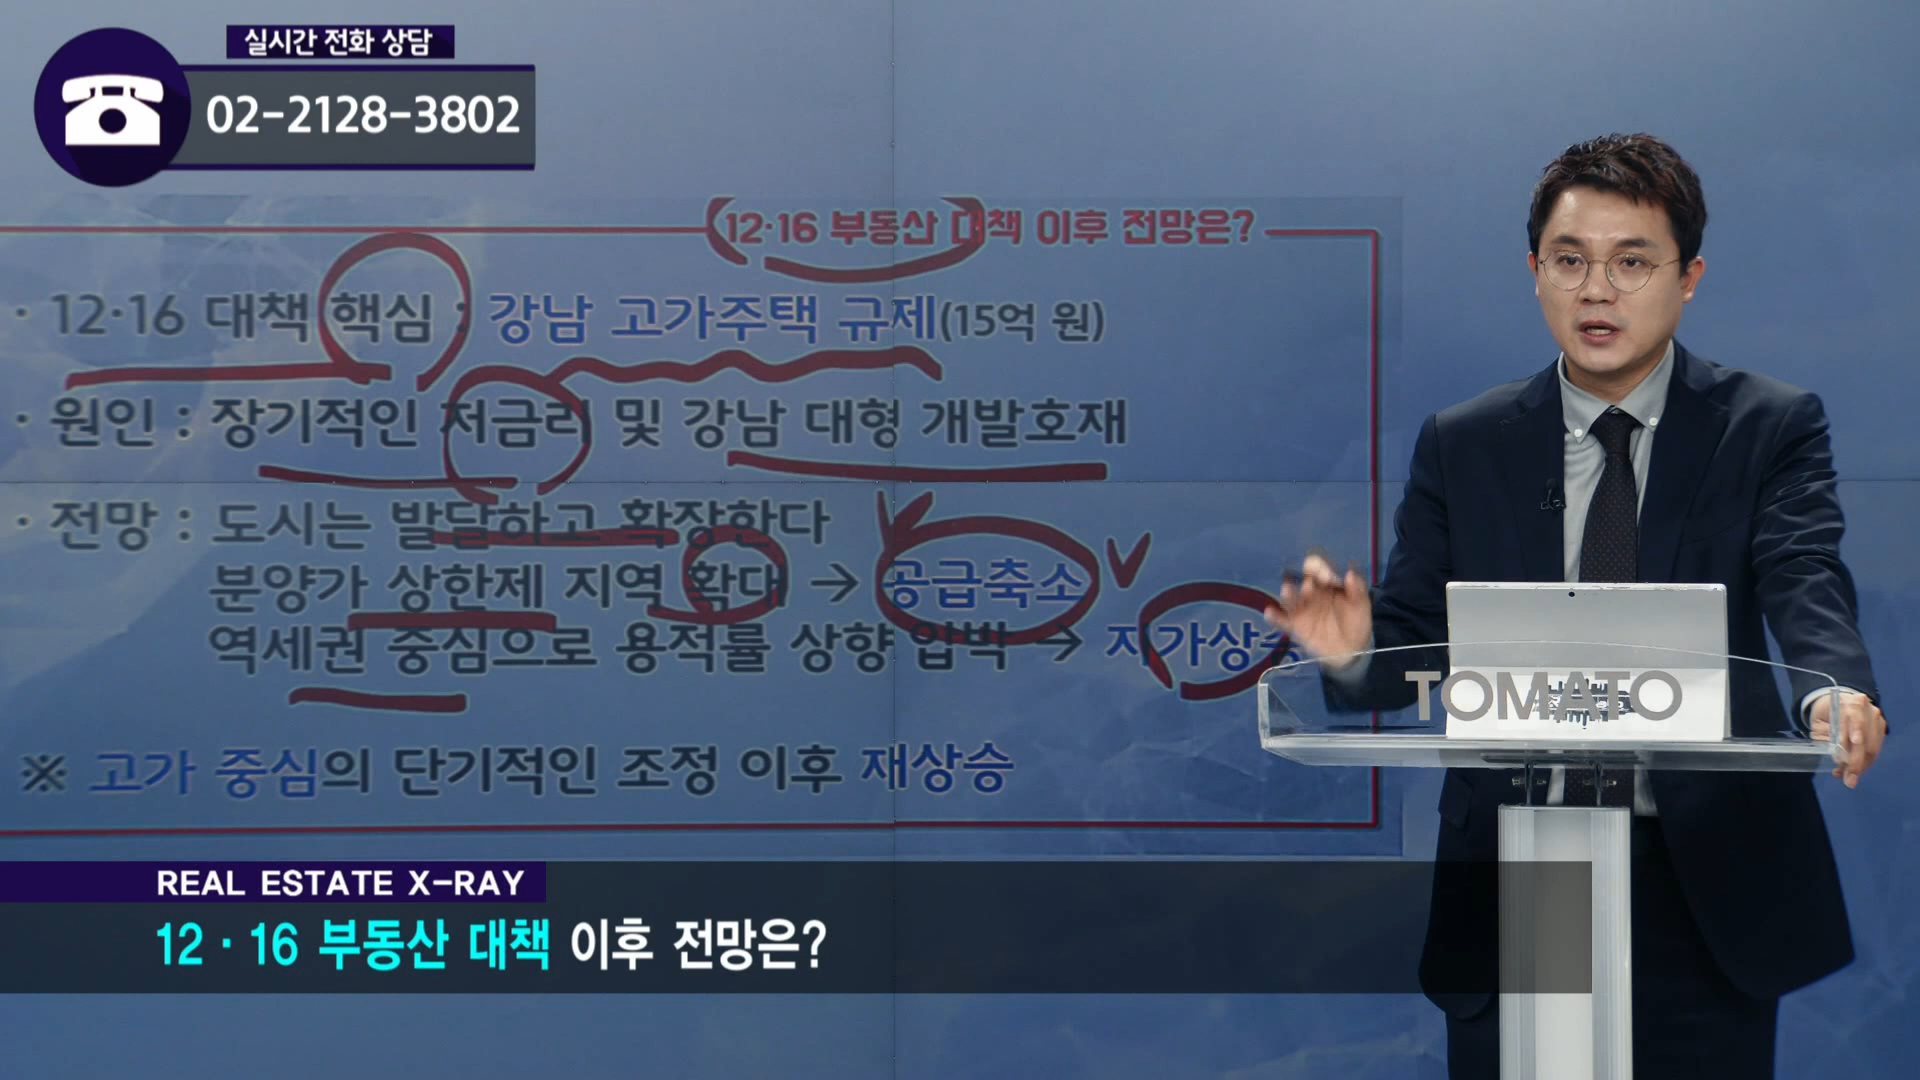 실시간 전화 상담
02-2128-3802
12·16 부동산 대책 이후 전망은?
· 12·16 대책 핵심 : 강남 고가주택 규제(15억 원)
· 원인 : 장기적인 저금리 및 강남 대형 개발호재
· 전망 : 도시는 발달하고 확장한다
분양가 상한제 지역 확대 → 공급축소
역세권 중심으로 용적률 상향 압박 → 지가상승
※ 고가 중심의 단기적인 조정 이후 재상승
TOMATO
REAL ESTATE X-RAY
12·16 부동산 대책 이후 전망은?